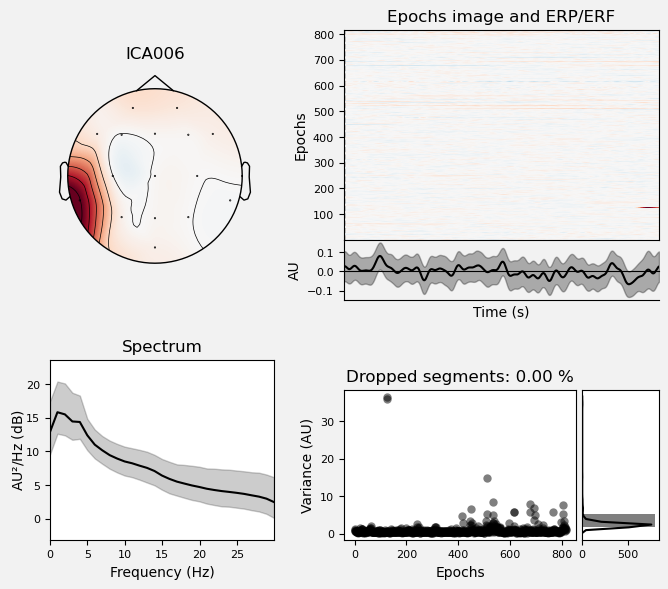 ICA006
Epochs image and ERP/ERF
800
700
600
500
400
300
200
100
Epochs
0.1
0.0
−0.1
AU
Time (s)
Spectrum
20
15
10
5
0
AU²/Hz (dB)
0 5 10 15 20 25
Frequency (Hz)
Dropped segments: 0.00 %
30
20
10
0
Variance (AU)
0 200 400 600 800
Epochs
0 500